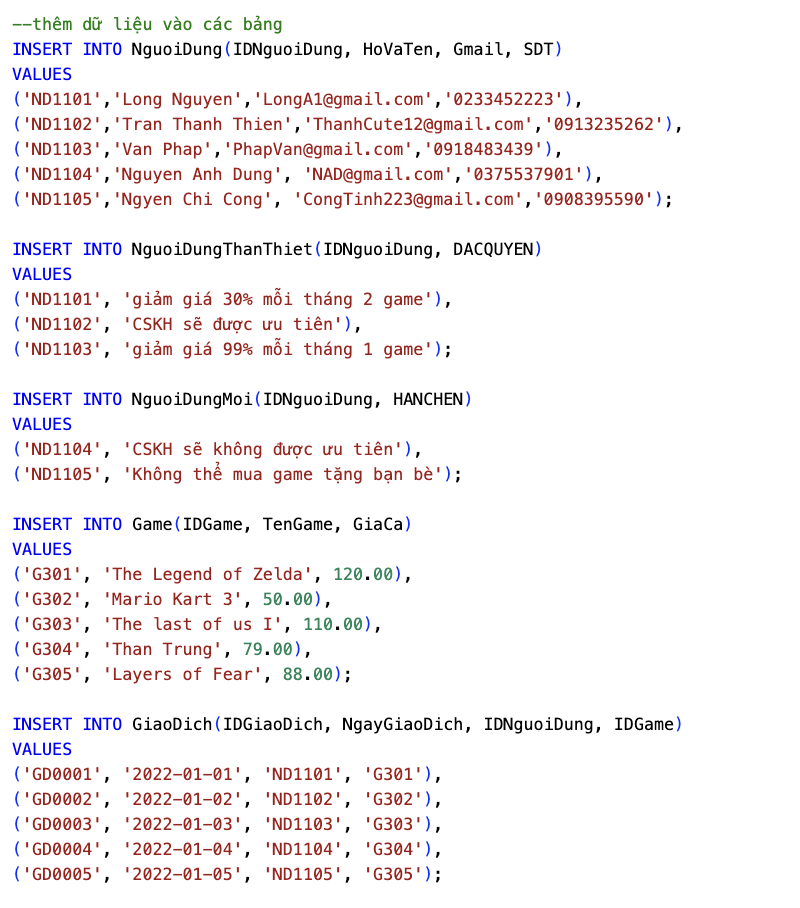 --thêm dữ liệu vào các bảng
INSERT INTO NguoiDung(IDNguoiDung, HoVaTen, Gmail, SDT)
VALUES
('ND1101','Long Nguyen','LongA1@gmail.com','0233452223'),
('ND1102','Tran Thanh Thien','ThanhCute12@gmail.com','0913235262'),
('ND1103','Van Phap','PhapVan@gmail.com','0918483439'),
('ND1104','Nguyen Anh Dung', 'NAD@gmail.com','0375537901'),
('ND1105','Ngyen Chi Cong', 'CongTinh223@gmail.com','0908395590');
INSERT INTO NguoiDungThanThiet(IDNguoiDung, DACQUYEN)
VALUES
('ND1101', 'giảm giá 30% mỗi tháng 2 game'),
('ND1102', 'CSKH sẽ được ưu tiên'),
('ND1103', 'giảm giá 99% mỗi tháng 1 game');
INSERT INTO NguoiDungMoi(IDNguoiDung, HANCHEN)
VALUES
('ND1104', 'CSKH sẽ không được ưu tiên'),
('ND1105', 'Không thể mua game tặng bạn bè');
INSERT INTO Game(IDGame, TenGame, GiaCa)
VALUES
('G301', 'The Legend of Zelda', 120.00),
('G302', 'Mario Kart 3', 50.00),
('G303', 'The last of us I', 110.00),
('G304', 'Than Trung', 79.00),
('G305', 'Layers of Fear', 88.00);
INSERT INTO GiaoDich(IDGiaoDich, NgayGiaoDich, IDNguoiDung, IDGame)
VALUES
('GD0001', '2022-01-01', 'ND1101', 'G301'),
('GD0002', '2022-01-02', 'ND1102', 'G302'),
('GD0003', '2022-01-03', 'ND1103', 'G303'),
('GD0004', '2022-01-04', 'ND1104', 'G304'),
('GD0005', '2022-01-05', 'ND1105', 'G305');